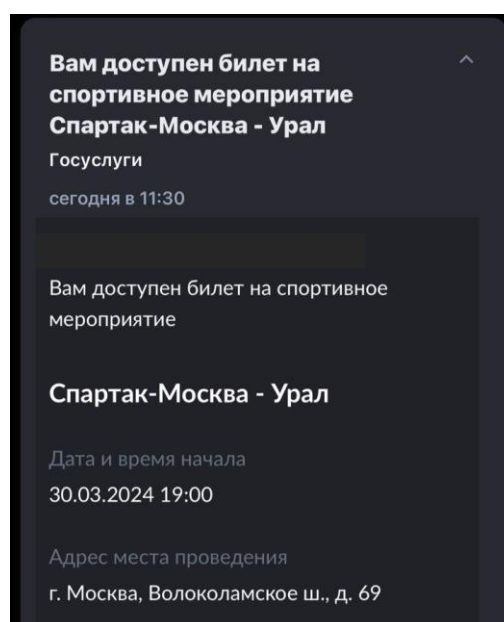 Вам доступен билет на
спортивное мероприятие
Спартак-Москва - Урал
Госуслуги
сегодня в 11:30
Вам доступен билет на спортивное
мероприятие
Спартак-Москва - Урал
Дата и время начала
30.03.2024 19:00
Адрес места проведения
г. Москва, Волоколамское ш., д. 69